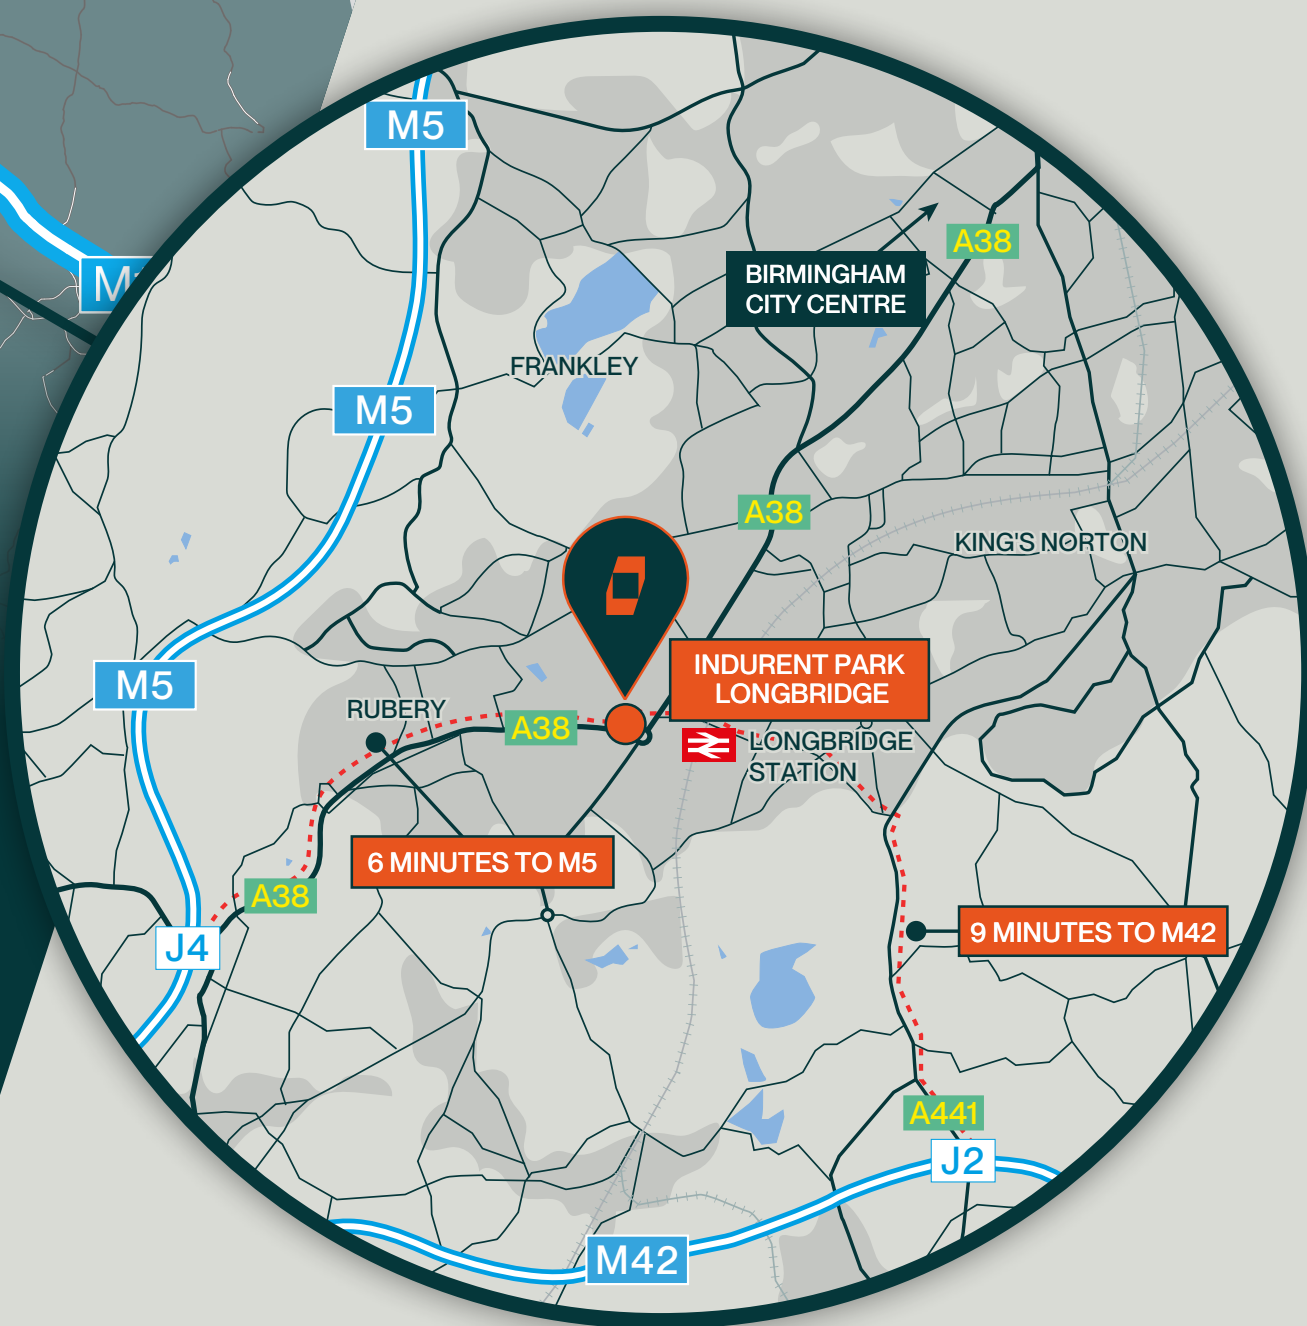 M5
A38
BIRMINGHAM
CITY CENTRE
FRANKLEY
M5
A38
KING'S NORTON
INDURENT PARK
LONGBRIDGE
M5
RUBERY
A38
LONGBRIDGE
STATION
6 MINUTES TO M5
A38
9 MINUTES TO M42
J4
A441
J2
M42